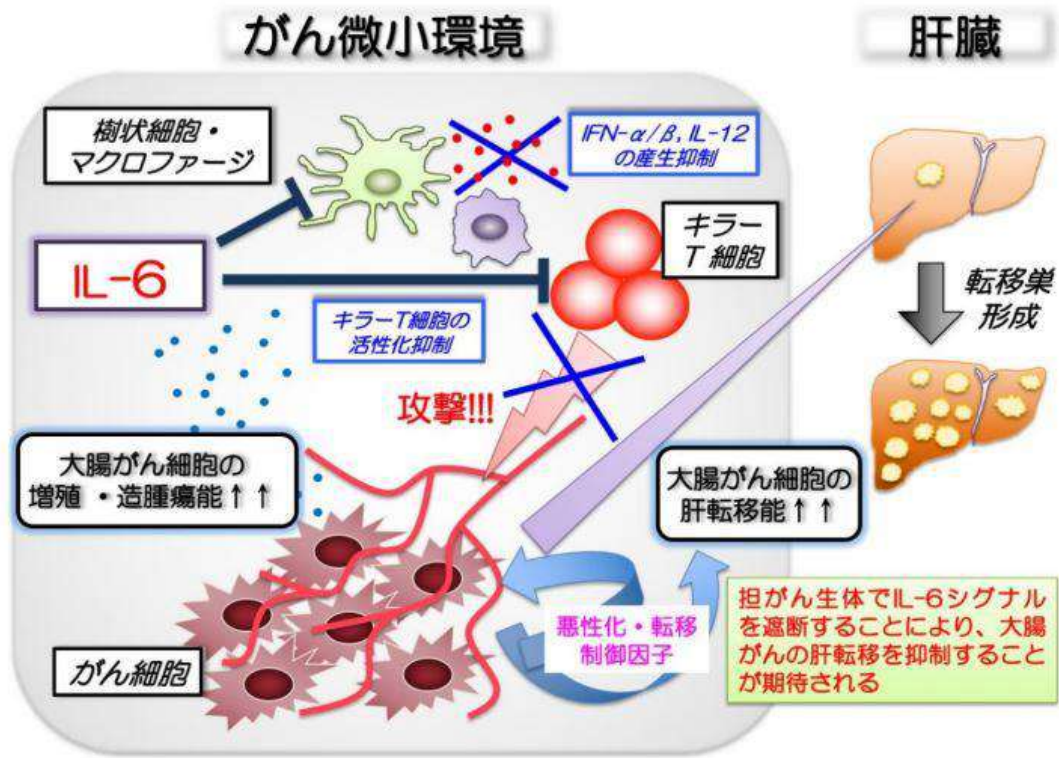 がん微小環境
肝臓
樹状細胞・
マクロファージ
IFN-α/β, IL-12
の産生抑制
キラー
T 細胞
IL-6
キラーT細胞の
活性化抑制
転移巣
形成
攻撃!!!
大腸がん細胞の
増殖・造腫瘍能↑↑
大腸がん細胞の
肝転移能↑↑
悪性化・転移
制御因子
がん細胞
担がん生体でIL-6シグナル
を遮断することにより、大腸
がんの肝転移を抑制すること
が期待される